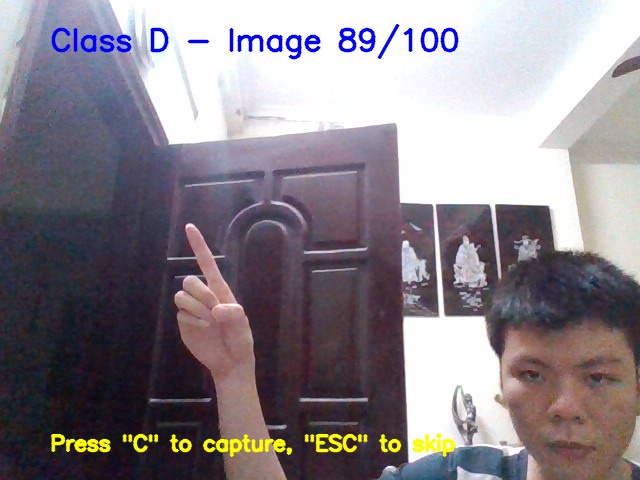 Class D - Image 89/100
Press "C" to capture, "ESC" to skip